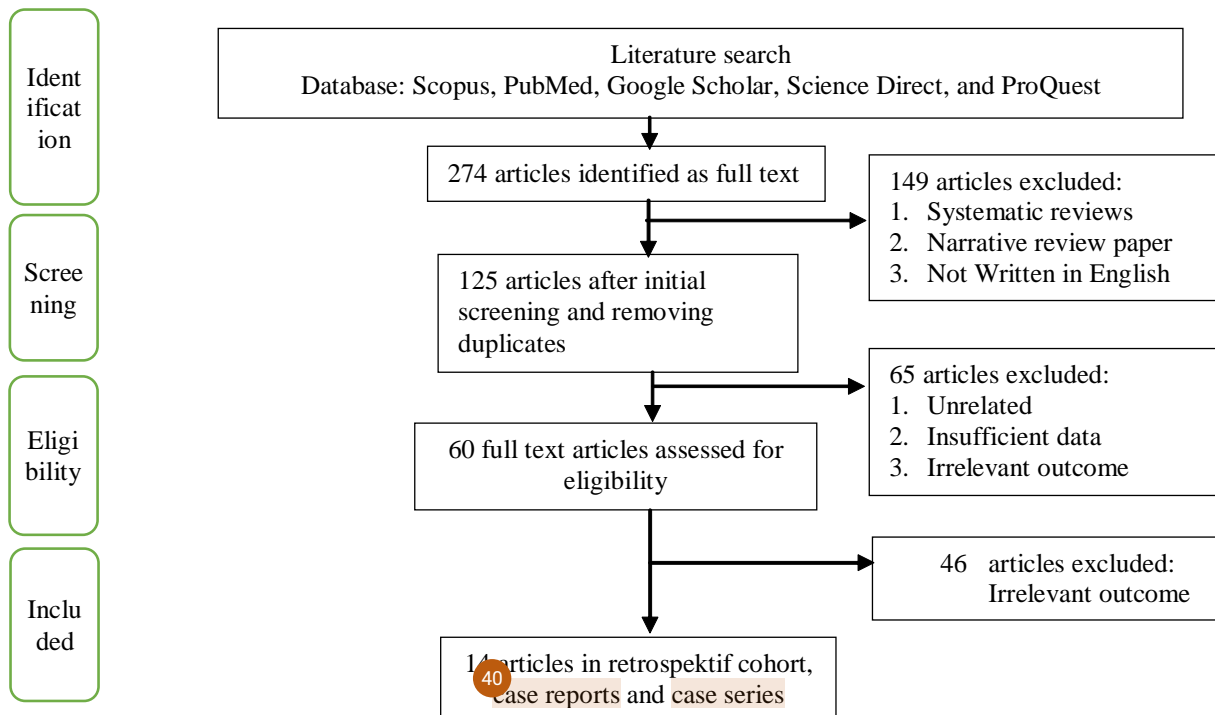 Ident
ificat
ion
Literature search
Database: Scopus, PubMed, Google Scholar, Science Direct, and ProQuest
274 articles identified as full text
149 articles excluded:
1. Systematic reviews
2. Narrative review paper
3. Not Written in English
Scree
ning
125 articles after initial
screening and removing
duplicates
65 articles excluded:
1. Unrelated
2. Insufficient data
3. Irrelevant outcome
Eligi
bility
60 full text articles assessed for
eligibility
46 articles excluded:
Irrelevant outcome
Inclu
ded
14 articles in retrospektif cohort,
40
case reports and case series